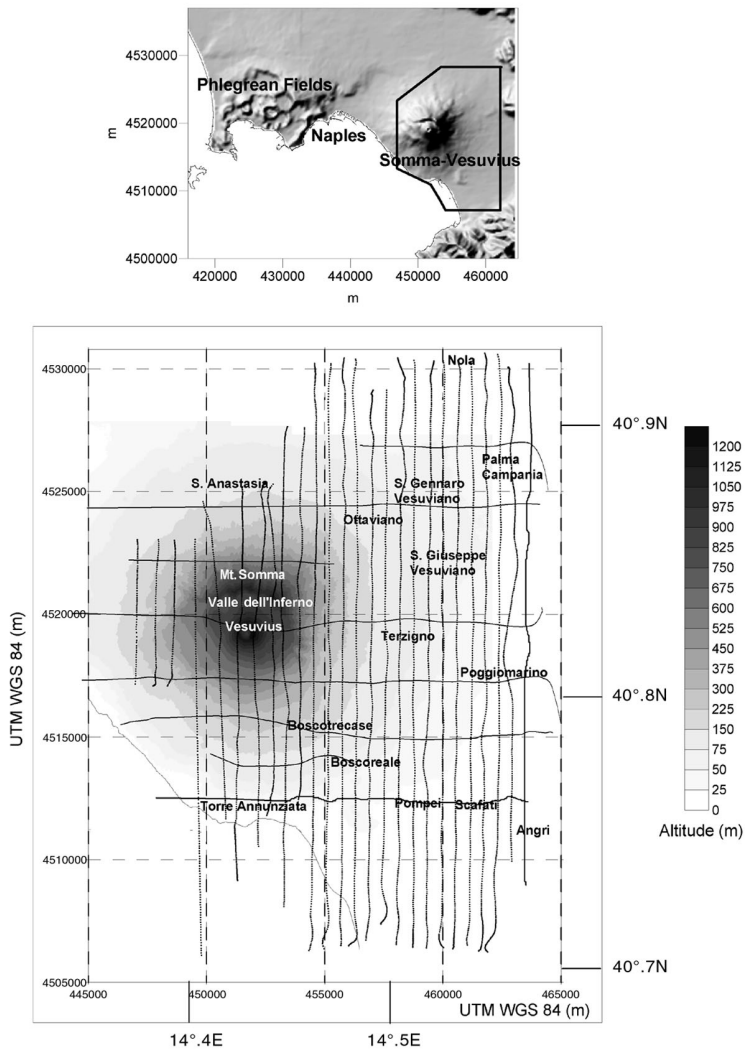 4530000
Phlegrean Fields
4520000
m
Naples
Somma-Vesuvius
4510000
4500000
420000 430000 440000 450000 460000
m
4530000
Nola
40°.9N
Palma
Campania
S. Anastasia
S. Gennaro
Vesuviano
4525000
Ottaviano
S. Giuseppe
Vesuviano
Mt.Somma
Valle dell'Inferno
4520000
Vesuvius
Terzigno
UTM WGS 84 (m)
Poggiomarino
40°.8N
Boscotrecase
4515000
Boscoreale
Torre Annunziata
Pompei
Scafati
Angri
4510000
4505000
40°.7N
445000 450000 455000 460000 465000
UTM WGS 84 (m)
14°.4E 14°.5E
1200
1125
1050
975
900
825
750
675
600
525
450
375
300
225
150
75
50
25
0
Altitude (m)